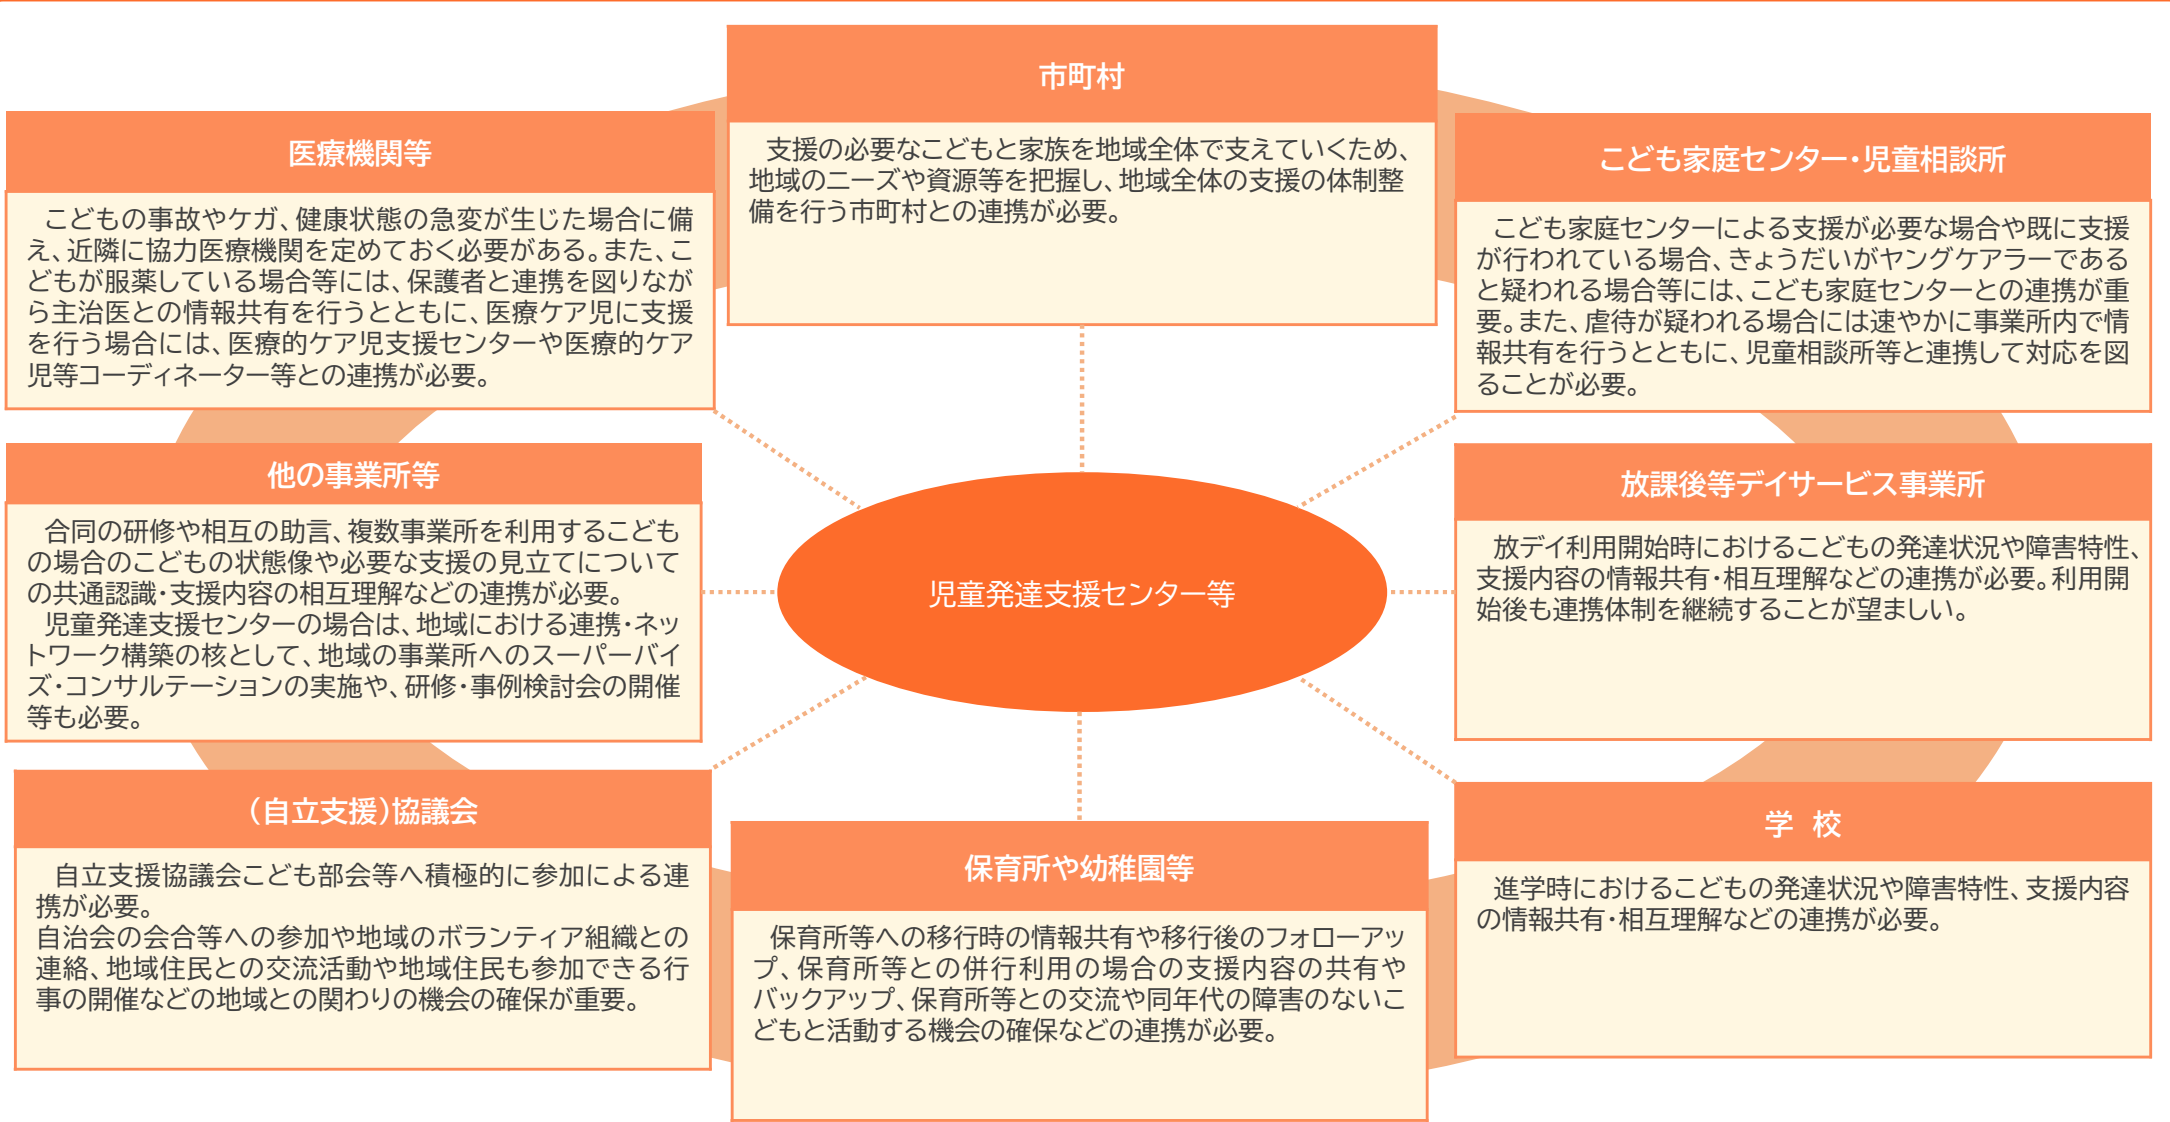 市町村
支援の必要なこどもと家族を地域全体で支えていくため、
地域のニーズや資源等を把握し、地域全体の支援の体制整
備を行う市町村との連携が必要。
医療機関等
こどもの事故やケガ、健康状態の急変が生じた場合に備
え、近隣に協力医療機関を定めておく必要がある。また、こ
どもが服薬している場合等には、保護者と連携を図りなが
ら主治医との情報共有を行うとともに、医療ケア児に支援
を行う場合には、医療的ケア児支援センターや医療的ケア
児等コーディネーター等との連携が必要。
こども家庭センター・児童相談所
こども家庭センターによる支援が必要な場合や既に支援
が行われている場合、きょうだいがヤングケアラーである
と疑われる場合等には、こども家庭センターとの連携が重
要。また、虐待が疑われる場合には速やかに事業所内で情
報共有を行うとともに、児童相談所等と連携して対応を図
ることが必要。
他の事業所等
合同の研修や相互の助言、複数事業所を利用するこども
の場合のこどもの状態像や必要な支援の見立てについて
の共通認識・支援内容の相互理解などの連携が必要。
児童発達支援センターの場合は、地域における連携・ネッ
トワーク構築の核として、地域の事業所へのスーパーバイ
ズ・コンサルテーションの実施や、研修・事例検討会の開催
等も必要。
児童発達支援センター等
放課後等デイサービス事業所
放デイ利用開始時におけるこどもの発達状況や障害特性、
支援内容の情報共有・相互理解などの連携が必要。利用開
始後も連携体制を継続することが望ましい。
（自立支援）協議会
自立支援協議会こども部会等へ積極的に参加による連
携が必要。
自治会の会合等への参加や地域のボランティア組織との
連絡、地域住民との交流活動や地域住民も参加できる行
事の開催などの地域との関わりの機会の確保が重要。
保育所や幼稚園等
保育所等への移行時の情報共有や移行後のフォローアッ
プ、保育所等との併行利用の場合の支援内容の共有や
バックアップ、保育所等との交流や同年代の障害のないこ
どもと活動する機会の確保などの連携が必要。
学 校
進学時におけるこどもの発達状況や障害特性、支援内容
の情報共有・相互理解などの連携が必要。